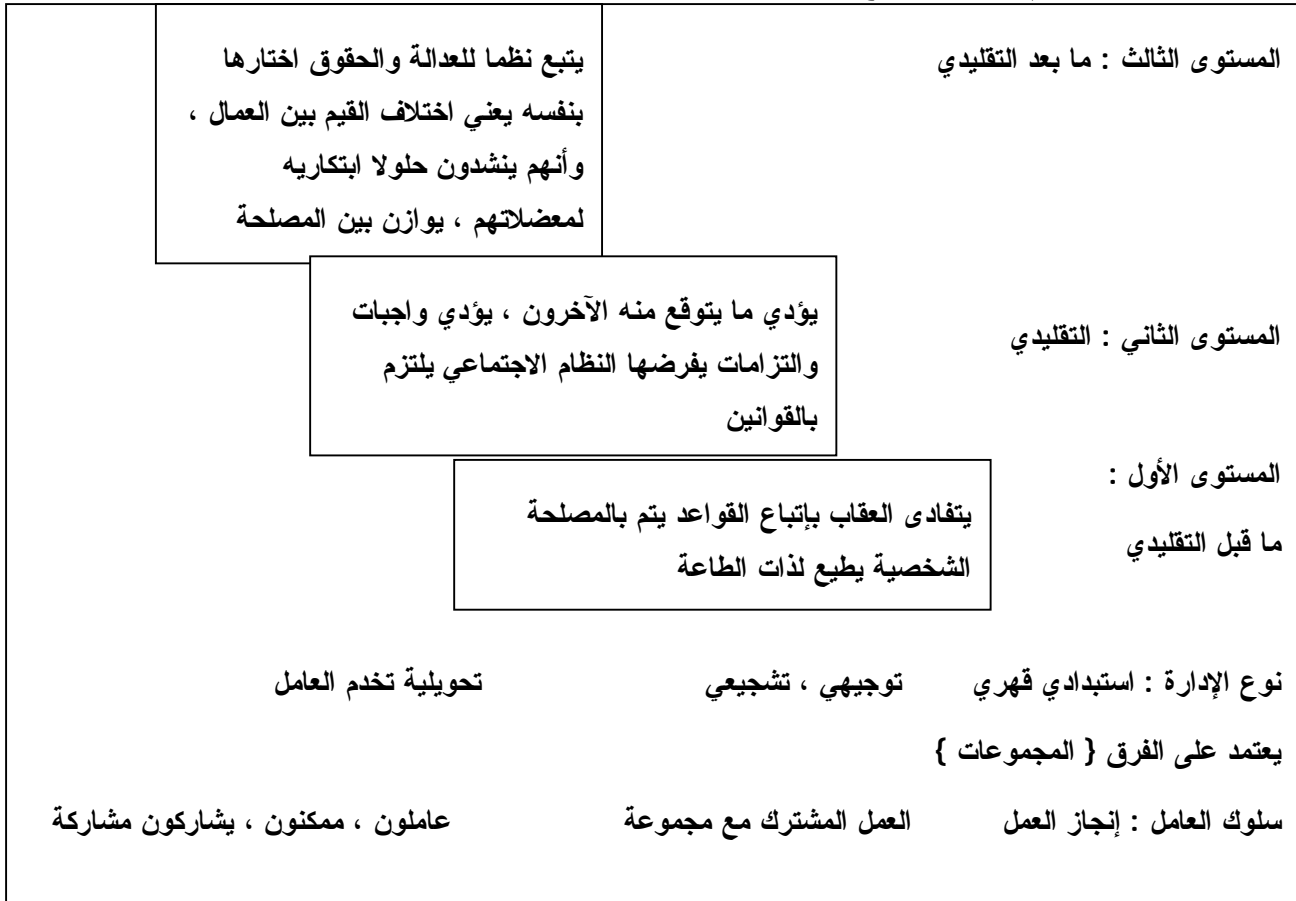 المستوى الثالث : ما بعد التقليدي
يتبع نظما للعدالة والحقوق اختارها
بنفسه يعني اختلاف القيم بين العمال ،
وأنهم ينشدون حلولا ابتكاريه
لمعضلاتهم ، يوازن بين المصلحة
المستوى الثاني : التقليدي
يؤدي ما يتوقع منه الآخرون ، يؤدي واجبات
والتزامات يفرضها النظام الاجتماعي يلتزم
بالقوانين
المستوى الأول :
ما قبل التقليدي
يتفادى العقاب بإتباع القواعد يتم بالمصلحة
الشخصية يطيع لذات الطاعة
نوع الإدارة : استبدادي قهري توجيهي ، تشجيعي تحويلية تخدم العامل
يعتمد على الفرق { المجموعات }
سلوك العامل : إنجاز العمل العمل المشترك مع مجموعة عاملون ، ممكنون ، يشاركون مشاركة